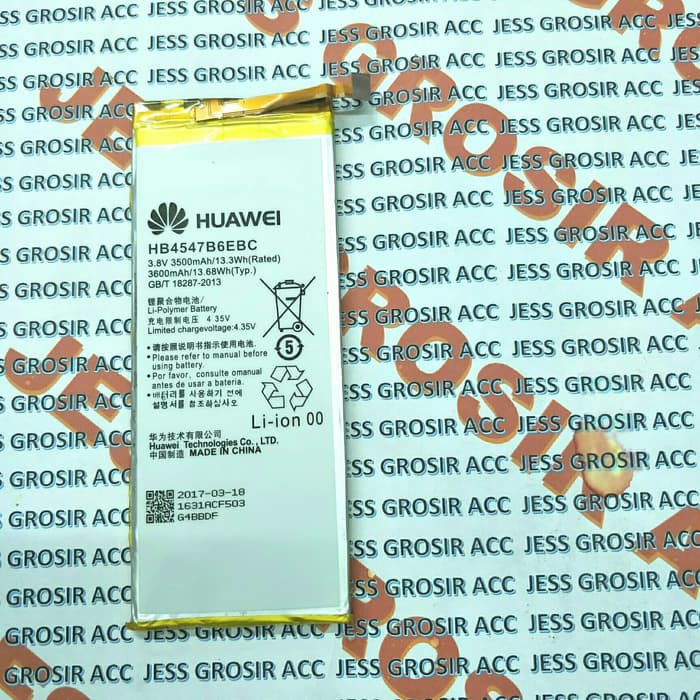 HUAWEI
HB4547B6EBC
3.8V 3500mAh/13.3Wh(Rated)
3600mAh/13.68Wh(Typ.)
GB/T 18287-2013
锂聚合物电池/
Li-Polymer Battery
充电限制电压 4 35V
Limited chargevoltage:4.35V
•请按照说明书指示使用电池.
•Please refer to manual before
using battery.
•Por favor, consulte omanual
antes de usar a bateria.
•배터리를 사용하기 전에
설명서를 참고하세요.
5
Li-ion 00
华为技术有限公司
Huawei Technologies Co., LTD.
中国制造 MADE IN CHINA
2017-03-18
1631ACF503
G4BBDF
JESS GROSIR ACC